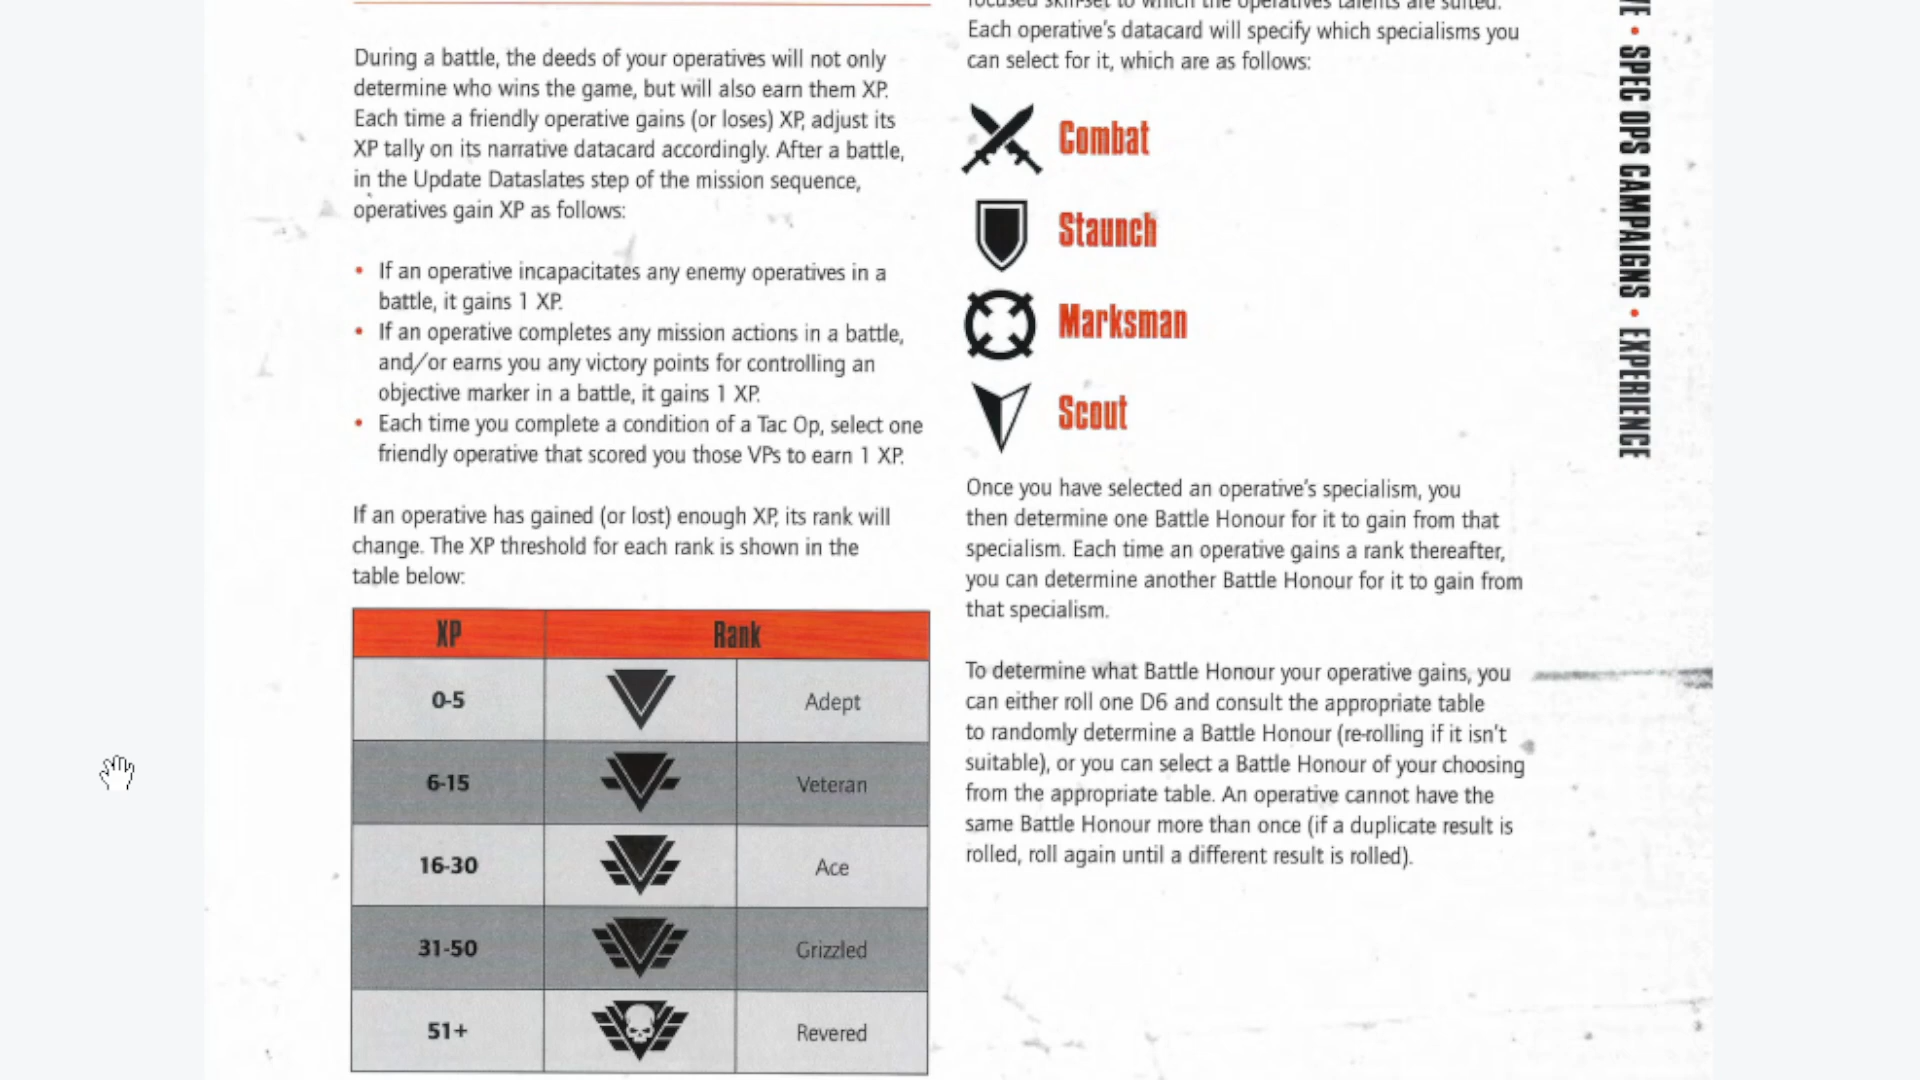 During a battle, the deeds of your operatives will not only
determine who wins the game, but will also earn them XP.
Each time a friendly operative gains (or loses) XP, adjust its
XP tally on its narrative datacard accordingly. After a battle,
in the Update Dataslates step of the mission sequence,
operatives gain XP as follows:
• If an operative incapacitates any enemy operatives in a
battle, it gains 1 XP.
• If an operative completes any mission actions in a battle,
and/or earns you any victory points for controlling an
objective marker in a battle, it gains 1 XP.
• Each time you complete a condition of a Tac Op, select one
friendly operative that scored you those VPs to earn 1 XP.
If an operative has gained (or lost) enough XP, its rank will
change. The XP threshold for each rank is shown in the
table below:
XP Rank
0-5 Adept
6-15 Veteran
16-30 Ace
31-50 Grizzled
51+ Revered
focused skill-set to which the operatives talents are suited.
Each operative's datacard will specify which specialisms you
can select for it, which are as follows:
Combat
Staunch
Marksman
Scout
Once you have selected an operative's specialism, you
then determine one Battle Honour for it to gain from that
specialism. Each time an operative gains a rank thereafter,
you can determine another Battle Honour for it to gain from
that specialism.
To determine what Battle Honour your operative gains, you
can either roll one D6 and consult the appropriate table
to randomly determine a Battle Honour (re-rolling if it isn't
suitable), or you can select a Battle Honour of your choosing
from the appropriate table. An operative cannot have the
same Battle Honour more than once (if a duplicate result is
rolled, roll again until a different result is rolled).
• SPEC OPS CAMPAIGNS • EXPERIENCE